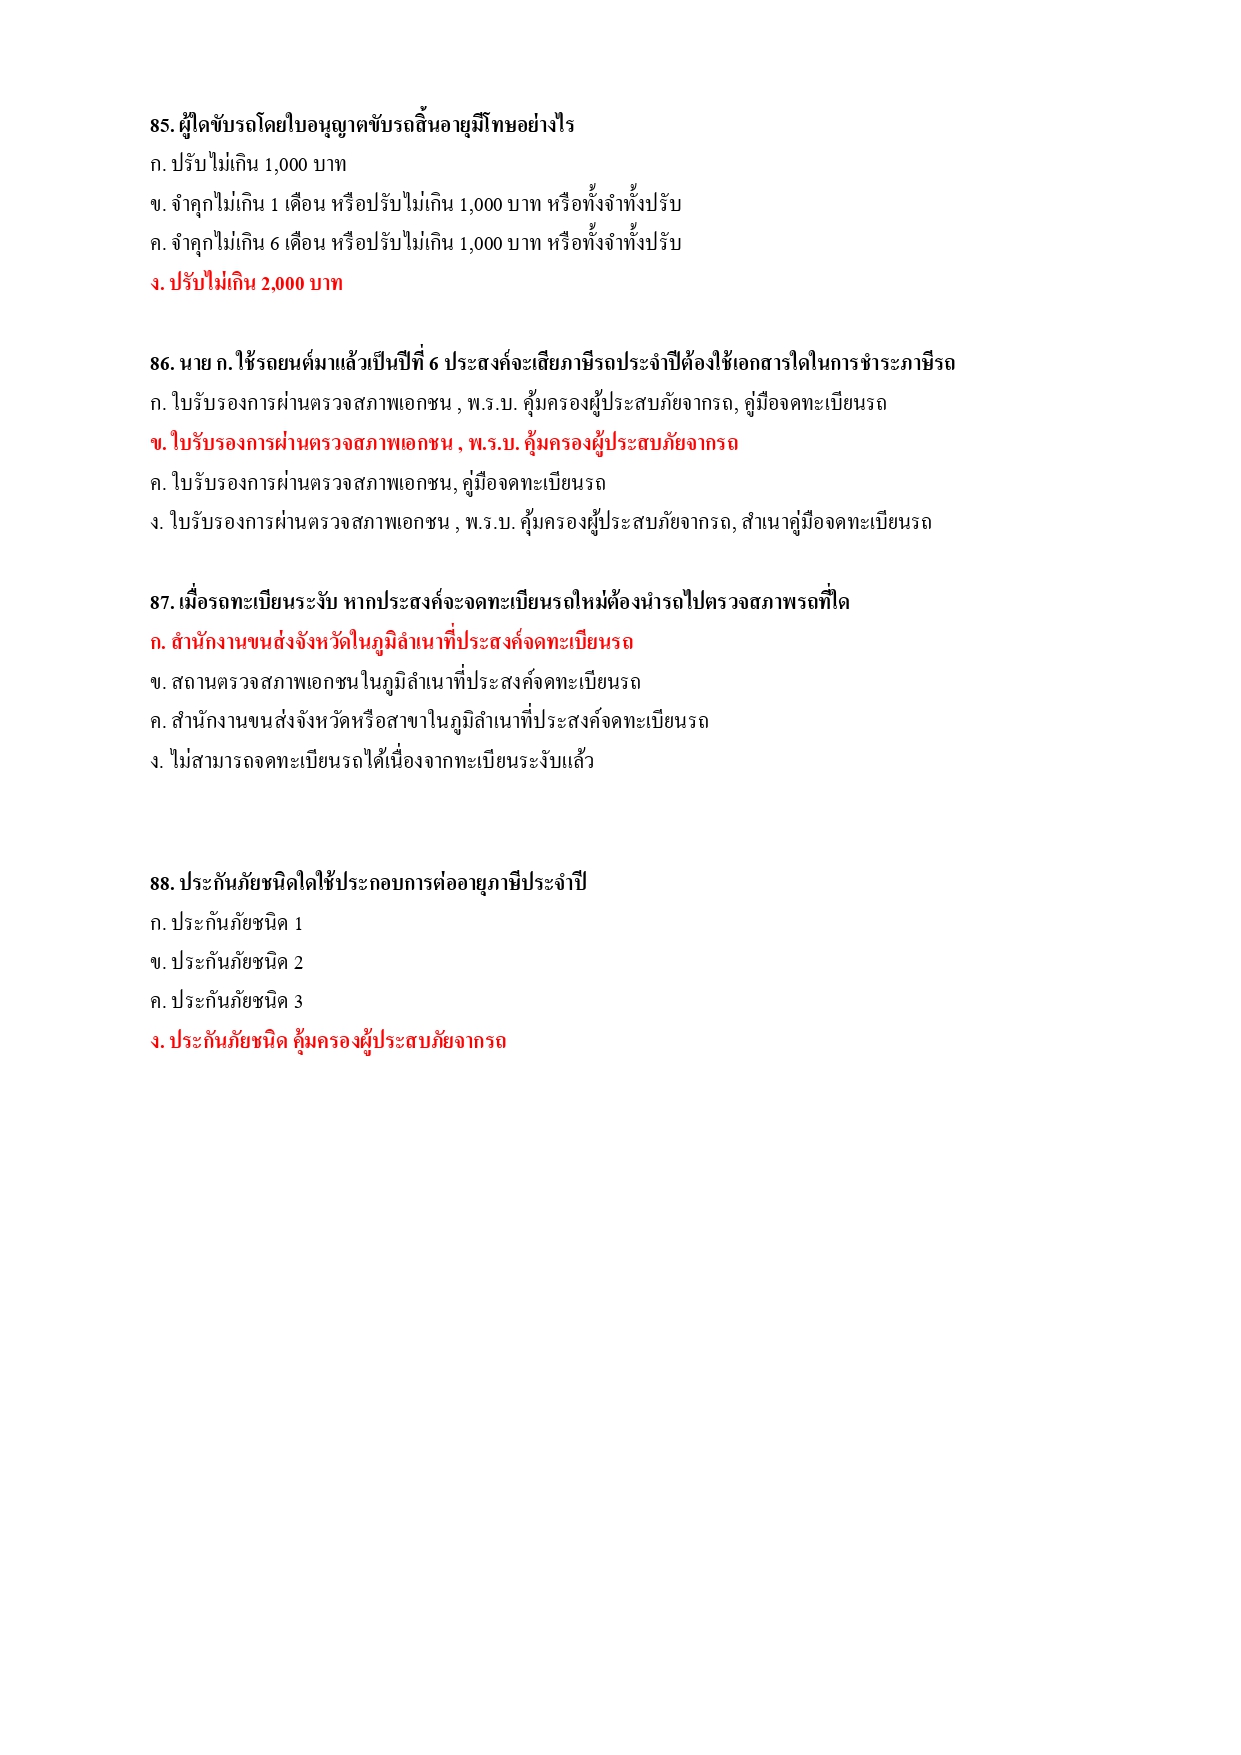 85. ผู้ใดขับรถโดยใบอนุญาตขับรถสิ้นอายุมีโทษอย่างไร
ก. ปรับไม่เกิน 1,000 บาท
ข. จำคุกไม่เกิน 1 เดือน หรือปรับไม่เกิน 1,000 บาท หรือทั้งจำทั้งปรับ
ค. จำคุกไม่เกิน 6 เดือน หรือปรับไม่เกิน 1,000 บาท หรือทั้งจำทั้งปรับ
ง. ปรับไม่เกิน 2,000 บาท
86. นาย ก. ใช้รถยนต์มาแล้วเป็นปีที่ 6 ประสงค์จะเสียภาษีรถประจำปีต้องใช้เอกสารใดในการชำระภาษีรถ
ก. ใบรับรองการผ่านตรวจสภาพเอกชน , พ.ร.บ. คุ้มครองผู้ประสบภัยจากรถ, คู่มือจดทะเบียนรถ
ข. ใบรับรองการผ่านตรวจสภาพเอกชน , พ.ร.บ. คุ้มครองผู้ประสบภัยจากรถ
ค. ใบรับรองการผ่านตรวจสภาพเอกชน, คู่มือจดทะเบียนรถ
ง. ใบรับรองการผ่านตรวจสภาพเอกชน , พ.ร.บ. คุ้มครองผู้ประสบภัยจากรถ, สำเนาคู่มือจดทะเบียนรถ
87. เมื่อรถทะเบียนระงับ หากประสงค์จะจดทะเบียนรถใหม่ต้องนำรถไปตรวจสภาพรถที่ใด
ก. สำนักงานขนส่งจังหวัดในภูมิลำเนาที่ประสงค์จดทะเบียนรถ
ข. สถานตรวจสภาพเอกชนในภูมิลำเนาที่ประสงค์จดทะเบียนรถ
ค. สำนักงานขนส่งจังหวัดหรือสาขาในภูมิลำเนาที่ประสงค์จดทะเบียนรถ
ง. ไม่สามารถจดทะเบียนรถได้เนื่องจากทะเบียนระงับแล้ว
88. ประกันภัยชนิดใดใช้ประกอบการต่ออายุภาษีประจำปี
ก. ประกันภัยชนิด 1
ข. ประกันภัยชนิด 2
ค. ประกันภัยชนิด 3
ง. ประกันภัยชนิด คุ้มครองผู้ประสบภัยจากรถ